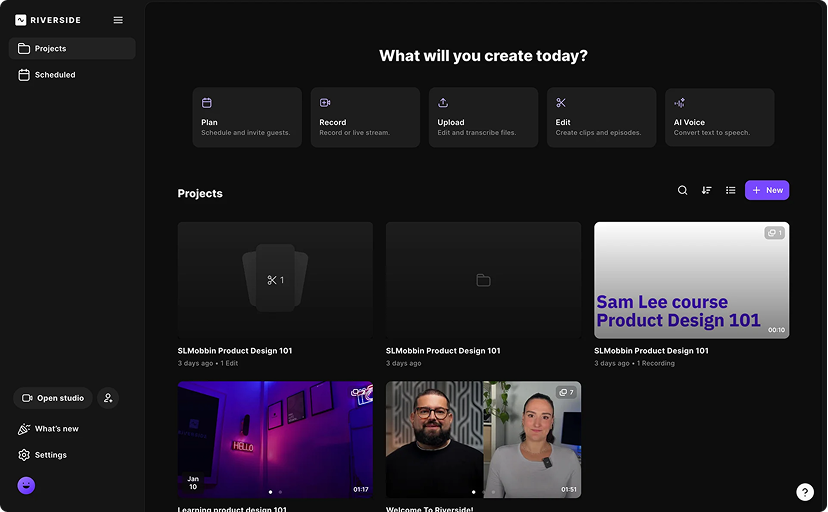 RIVERSIDE
Projects
Scheduled
What will you create today?
Plan
Schedule and invite guests.
Record
Record or live stream.
Upload
Edit and transcribe files.
Edit
Create clips and episodes.
AI Voice
Convert text to speech.
Projects
New
1
1
Sam Lee course
Product Design 101
00:10
SLMobbin Product Design 101
3 days ago • 1 Edit
SLMobbin Product Design 101
3 days ago
SLMobbin Product Design 101
3 days ago • 1 Recording
HELLO
Jan
10
01:17
7
01:51
Learning product design 101
Welcome To Riverside!
Open studio
What's new
Settings
?